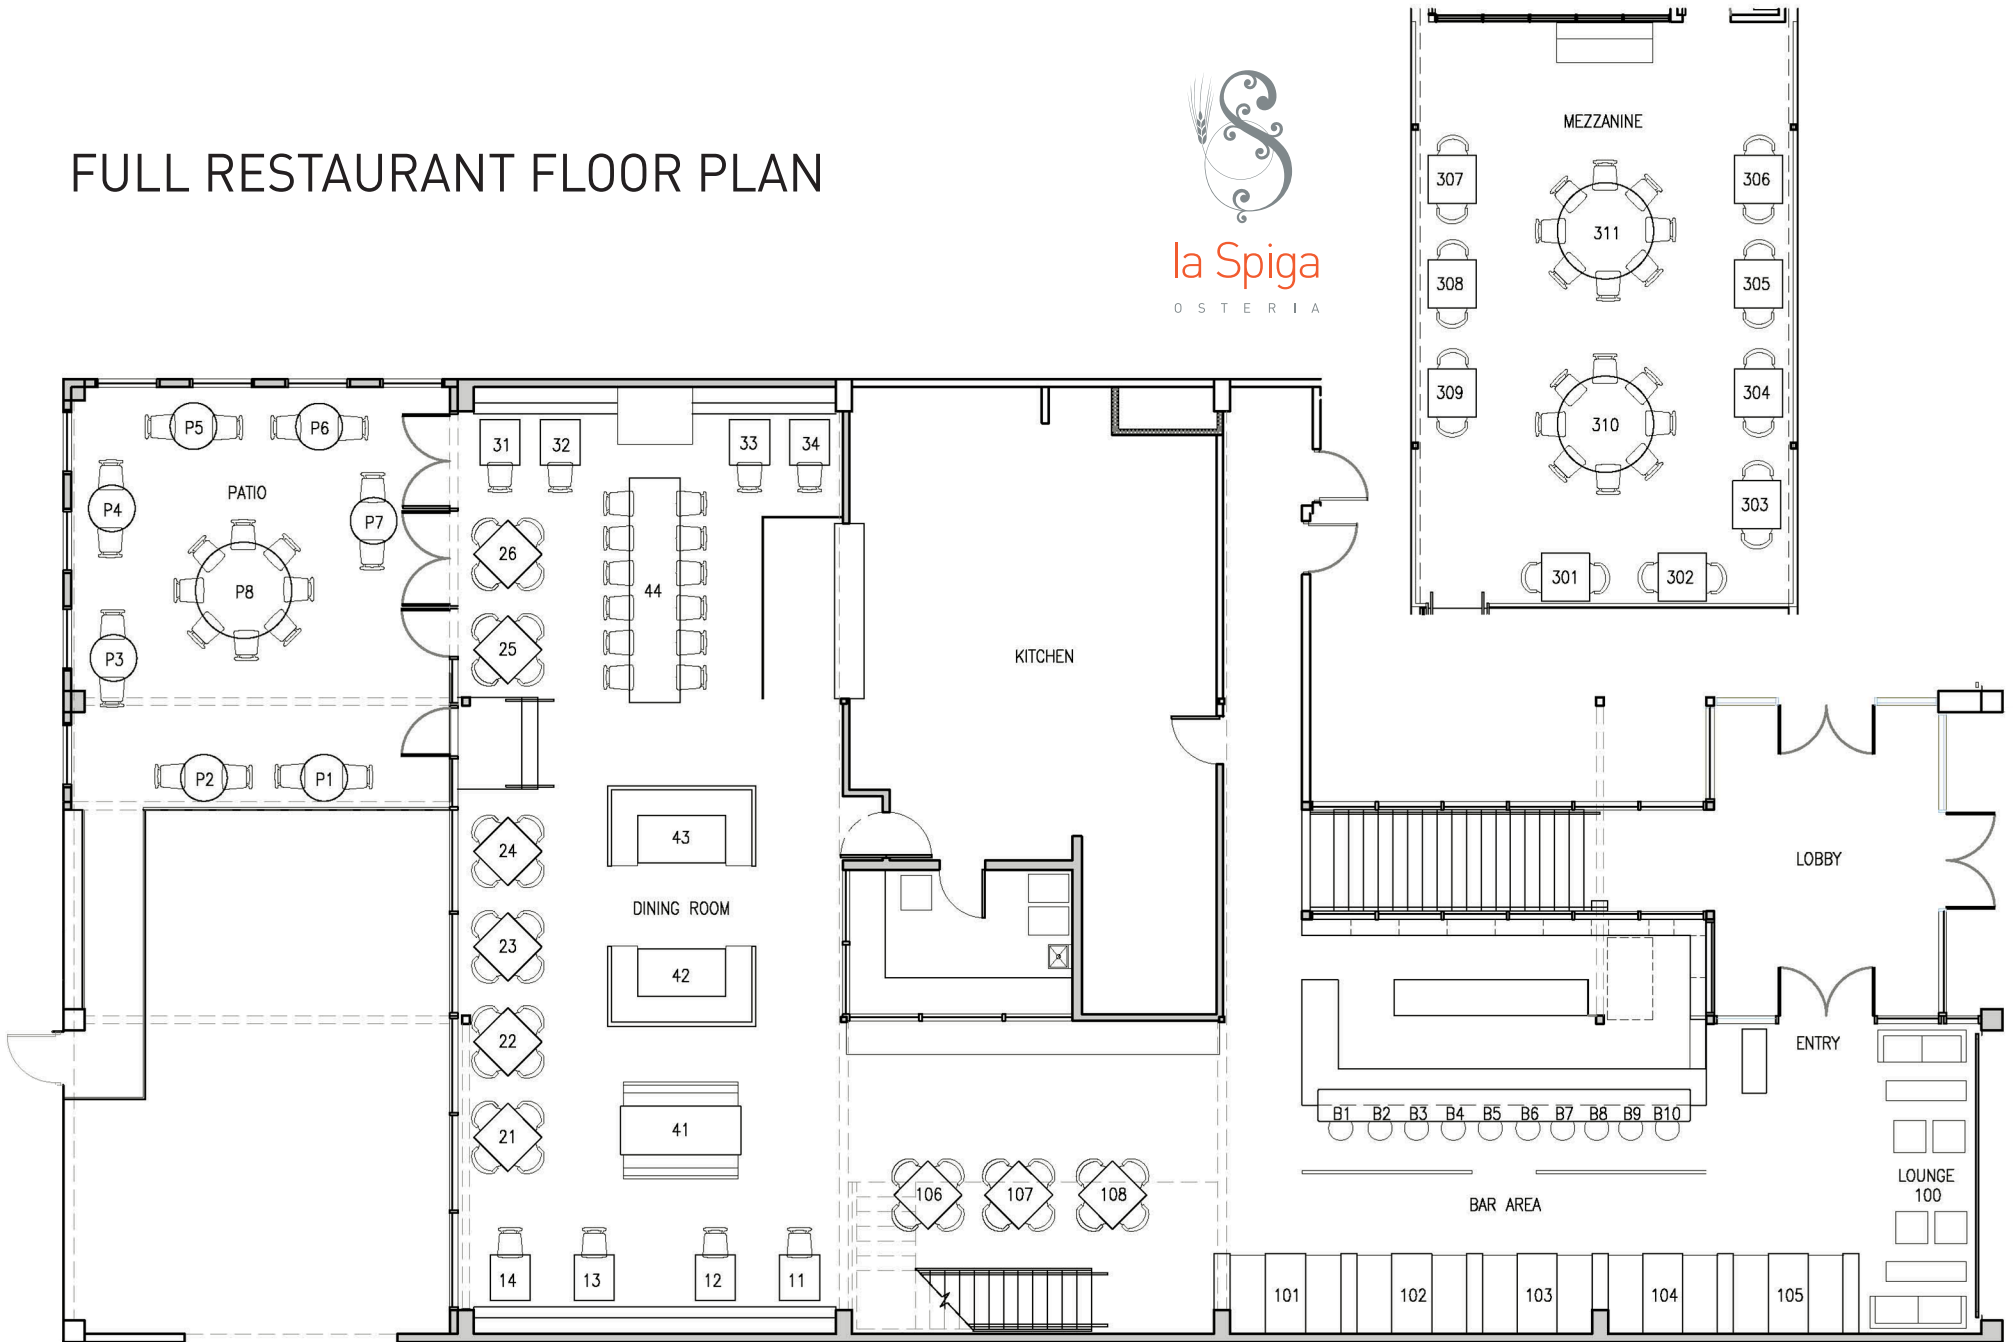 FULL RESTAURANT FLOOR PLAN
la Spiga
OSTERIA
MEZZANINE
307
306
311
308
305
309
304
310
303
301
302
P5
P6
P4
PATIO
P7
P8
P3
P2
P1
31
32
33
34
26
44
25
KITCHEN
43
24
DINING ROOM
23
42
22
41
21
14
13
12
11
106
107
108
LOBBY
ENTRY
B1 B2 B3 B4 B5 B6 B7 B8 B9 B10
BAR AREA
LOUNGE
100
101
102
103
104
105